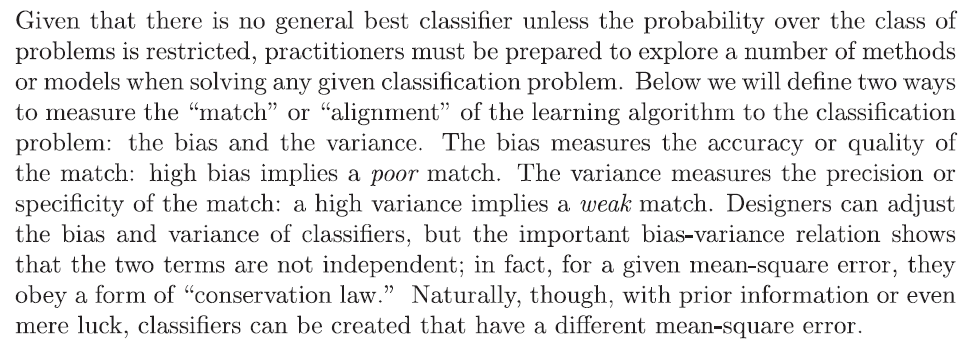 Given that there is no general best classifier unless the probability over the class of
problems is restricted, practitioners must be prepared to explore a number of methods
or models when solving any given classification problem. Below we will define two ways
to measure the “match” or “alignment” of the learning algorithm to the classification
problem: the bias and the variance. The bias measures the accuracy or quality of
the match: high bias implies a poor match. The variance measures the precision or
specificity of the match: a high variance implies a weak match. Designers can adjust
the bias and variance of classifiers, but the important bias-variance relation shows
that the two terms are not independent; in fact, for a given mean-square error, they
obey a form of “conservation law.” Naturally, though, with prior information or even
mere luck, classifiers can be created that have a different mean-square error.